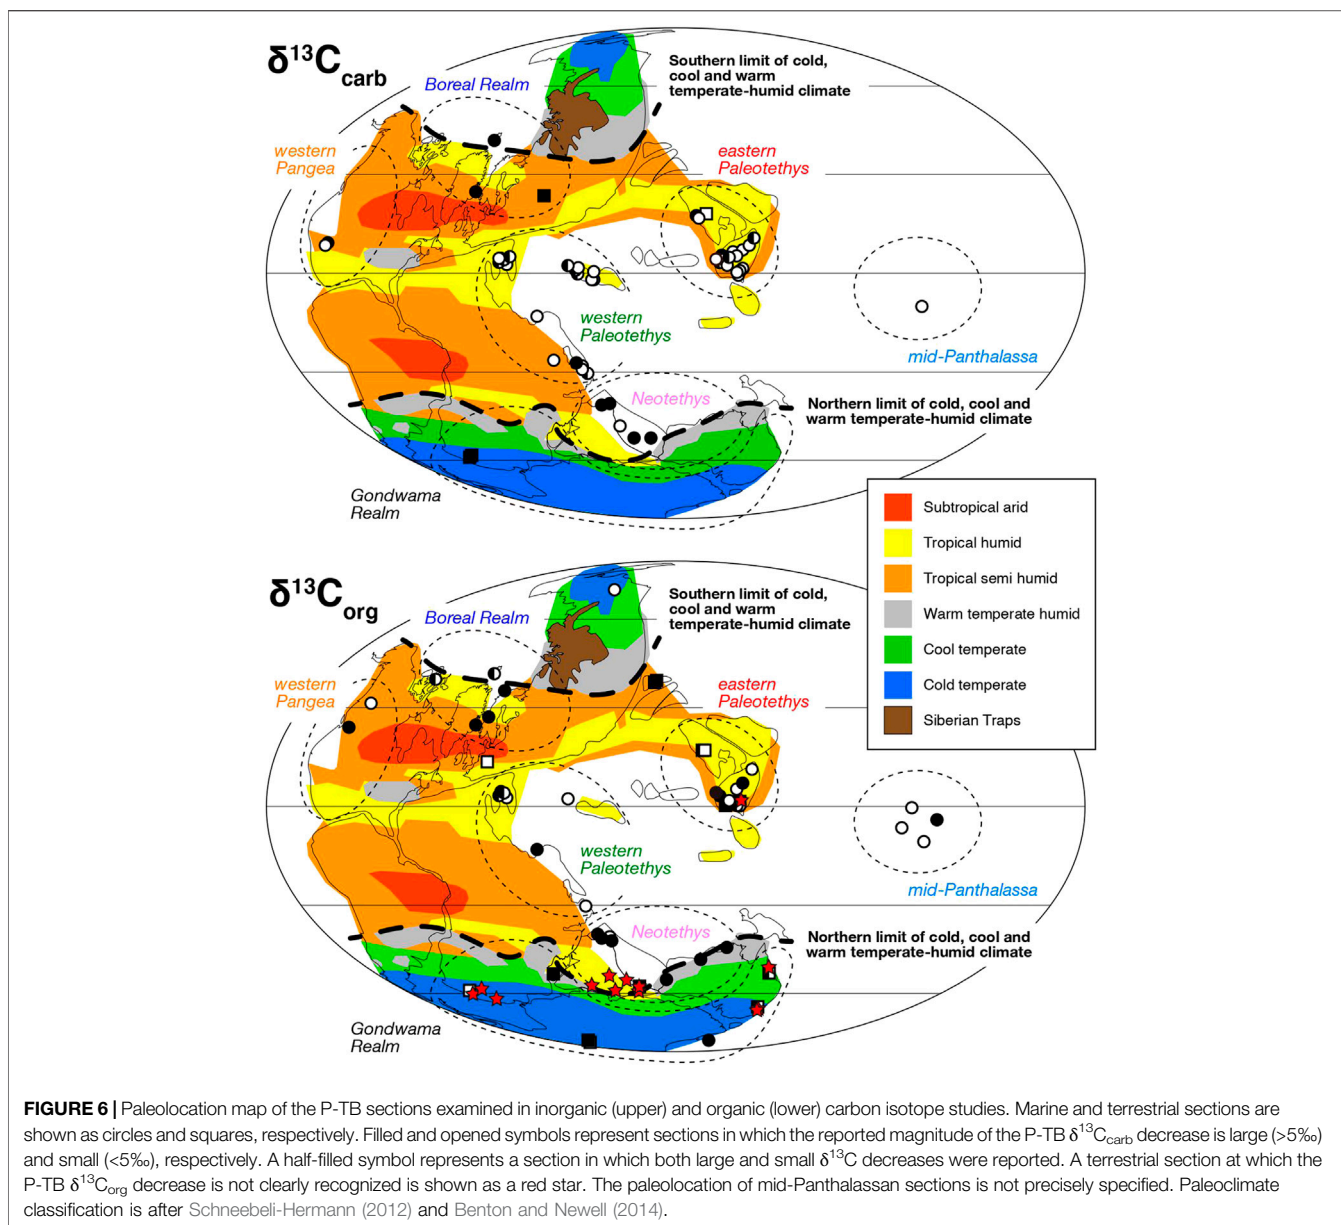 δ13Ccarb
Boreal Realm
Southern limit of cold,
cool and warm
temperate-humid climate
western
Pangea
eastern
Paleotethys
western
Paleotethys
mid-Panthalassa
Neotethys
Northern limit of cold, cool and
warm temperate-humid climate
Gondwama
Realm
Subtropical arid
Tropical humid
Tropical semi humid
Warm temperate humid
Cool temperate
Cold temperate
Siberian Traps
δ13Corg
Boreal Realm
Southern limit of cold,
cool and warm
temperate-humid climate
western
Pangea
eastern
Paleotethys
western
Paleotethys
mid-Panthalassa
Neotethys
Northern limit of cold, cool and
warm temperate-humid climate
Gondwama
Realm
FIGURE 6 | Paleolocation map of the P-TB sections examined in inorganic (upper) and organic (lower) carbon isotope studies. Marine and terrestrial sections are
shown as circles and squares, respectively. Filled and opened symbols represent sections in which the reported magnitude of the P-TB δ13Ccarb decrease is large (>5‰)
and small (<5‰), respectively. A half-filled symbol represents a section in which both large and small δ13C decreases were reported. A terrestrial section at which the
P-TB δ13Corg decrease is not clearly recognized is shown as a red star. The paleolocation of mid-Panthalassan sections is not precisely specified. Paleoclimate
classification is after Schneebeli-Hermann (2012) and Benton and Newell (2014).